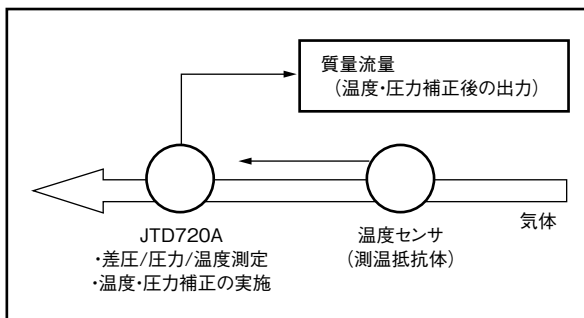 質量流量
(温度・圧力補正後の出力)
気体
JTD720A
・差圧/圧力/温度測定
・温度・圧力補正の実施
温度センサ
(測温抵抗体)